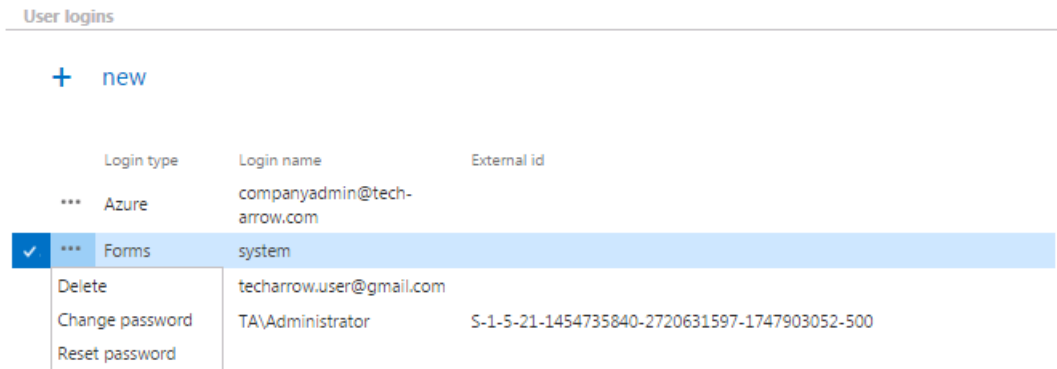 User logins
+ new
Login type Login name External id
... Azure companyadmin@tech-
arrow.com
... Forms system
Delete techarrow.user@gmail.com
Change password TA\Administrator S-1-5-21-1454735840-2720631597-1747903052-500
Reset password